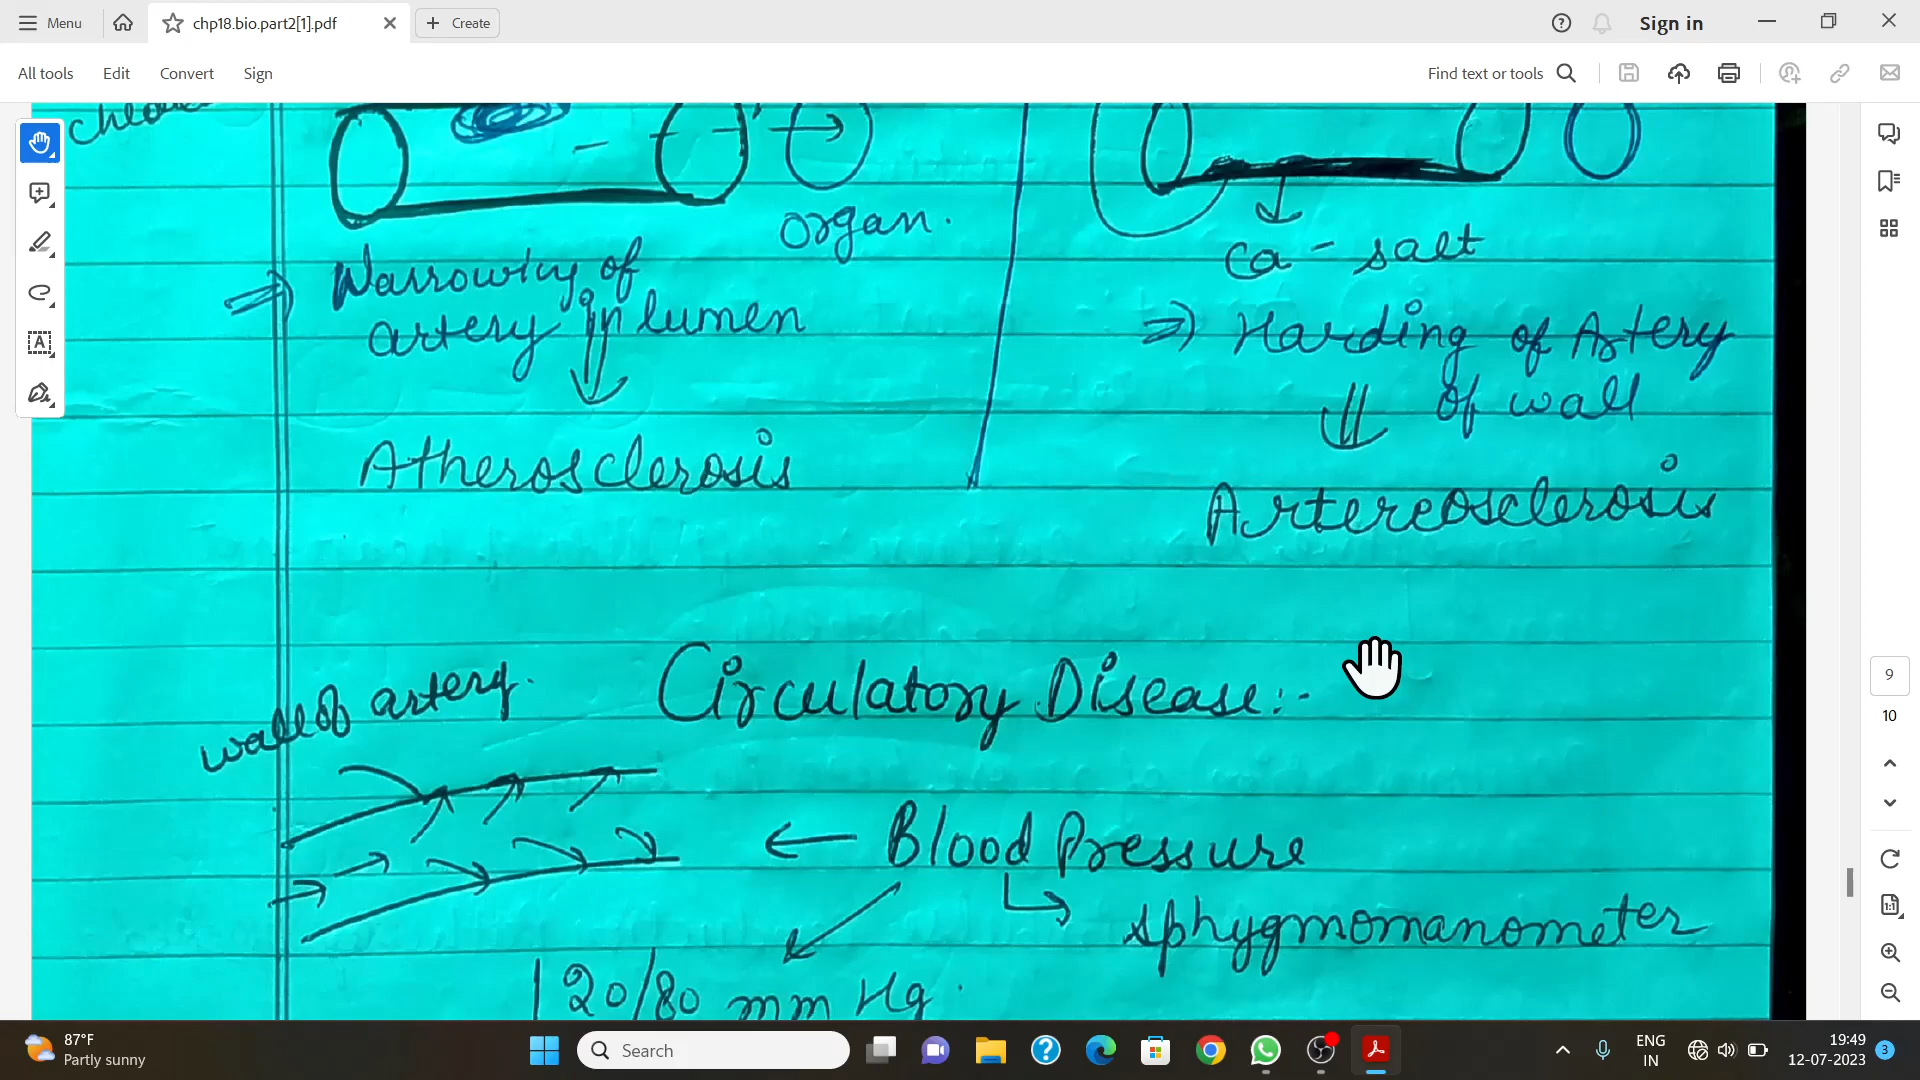 Menu
chp18.bio.part2[1].pdf
Create
Sign in
All tools
Edit
Convert
Sign
Find text or tools
organ.
Ca - salt
⇒ Narrowing of
artery in lumen
⇒ Harding of Artery
of wall
Atherosclerosis
Artereosclerosis
wall of artery.
Circulatory Disease:-
← Blood Pressure
sphygmomanometer
120/80 mm Hg.
9
10
87°F
Partly sunny
Search
ENG
IN
19:49
12-07-2023
3